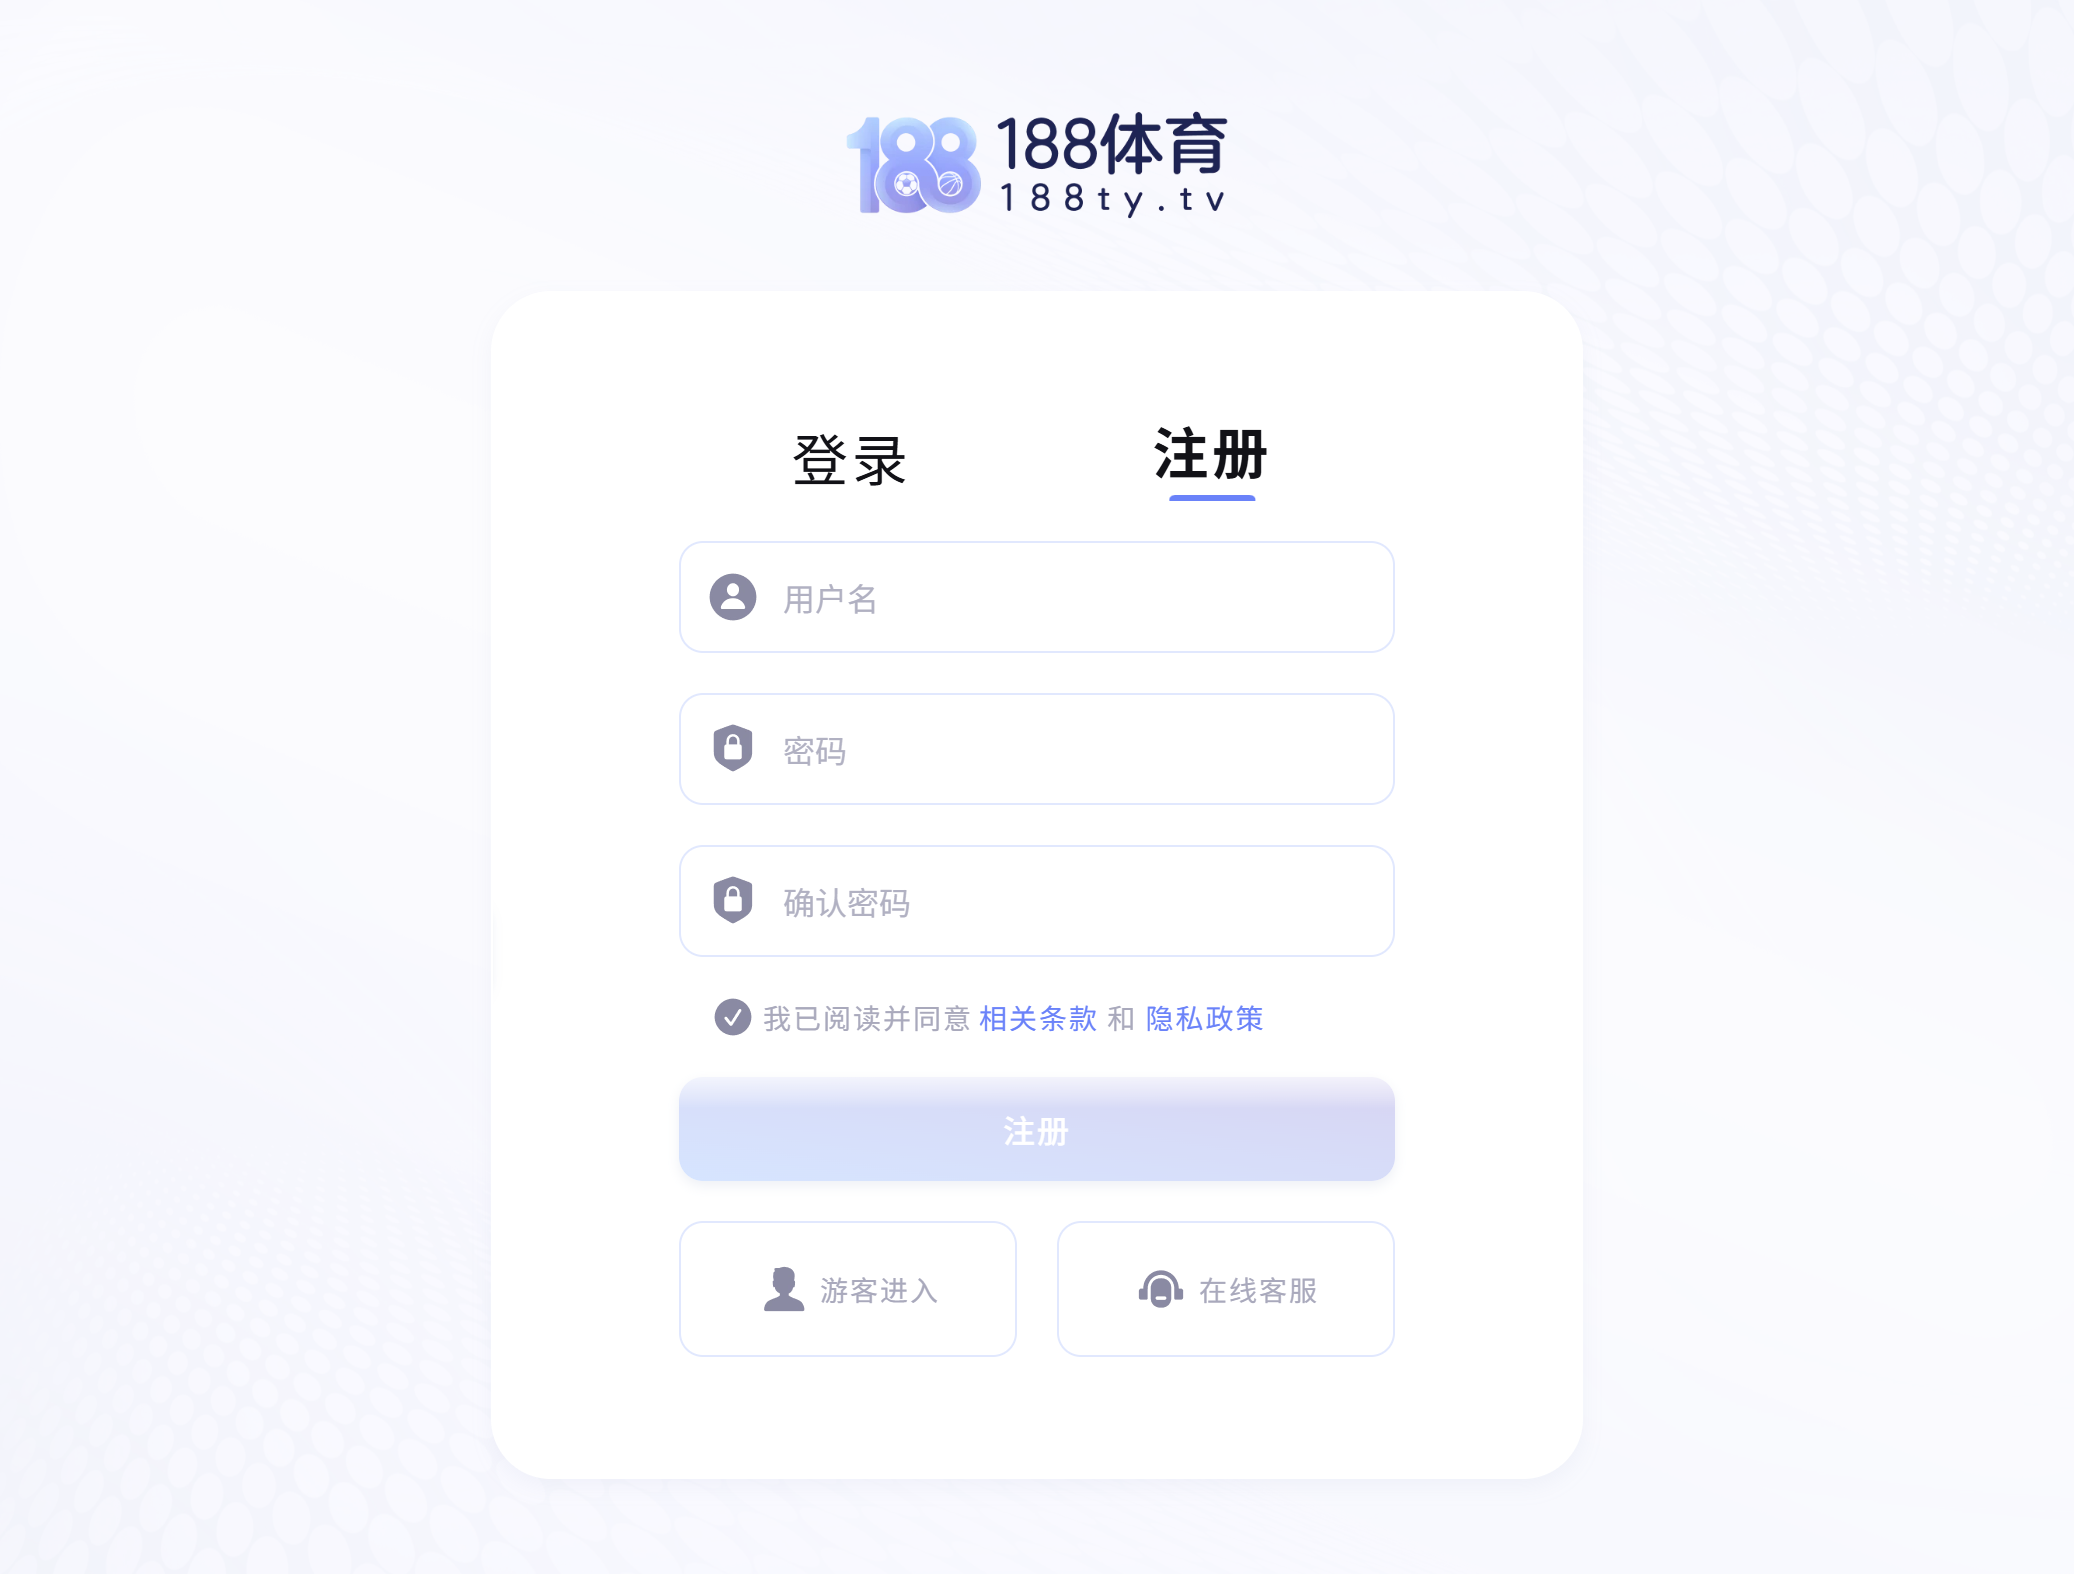 188 188体育
188ty.tv
登录 注册
用户名
密码
确认密码
我已阅读并同意 相关条款 和 隐私政策
注册
游客进入 在线客服